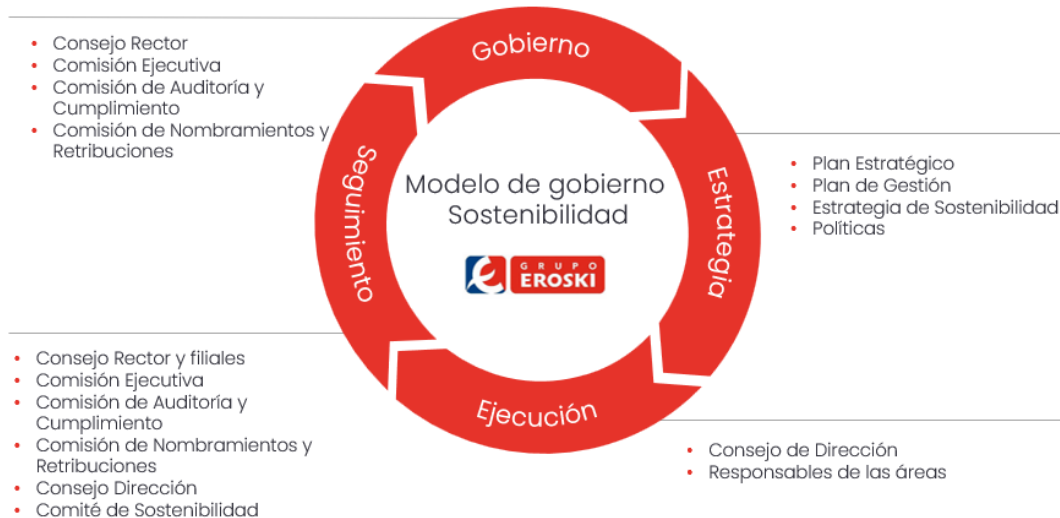 Gobierno
• Consejo Rector
• Comisión Ejecutiva
• Comisión de Auditoría y
Cumplimiento
• Comisión de Nombramientos y
Retribuciones
Estrategia
• Plan Estratégico
• Plan de Gestión
• Estrategia de Sostenibilidad
• Políticas
Modelo de gobierno
Sostenibilidad
GRUPO
EROSKI
Ejecución
• Consejo de Dirección
• Responsables de las áreas
Seguimiento
• Consejo Rector y filiales
• Comisión Ejecutiva
• Comisión de Auditoría y
Cumplimiento
• Comisión de Nombramientos y
Retribuciones
• Consejo Dirección
• Comité de Sostenibilidad